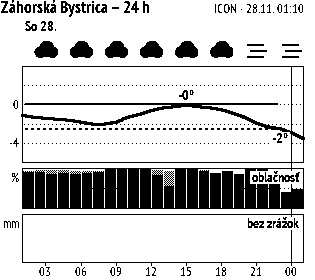 Záhorská Bystrica – 24 h
ICON · 28.11. 01:10
So 28.
-0°
0
-2°
-4
%
oblačnosť
mm
bez zrážok
03 06 09 12 15 18 21 00